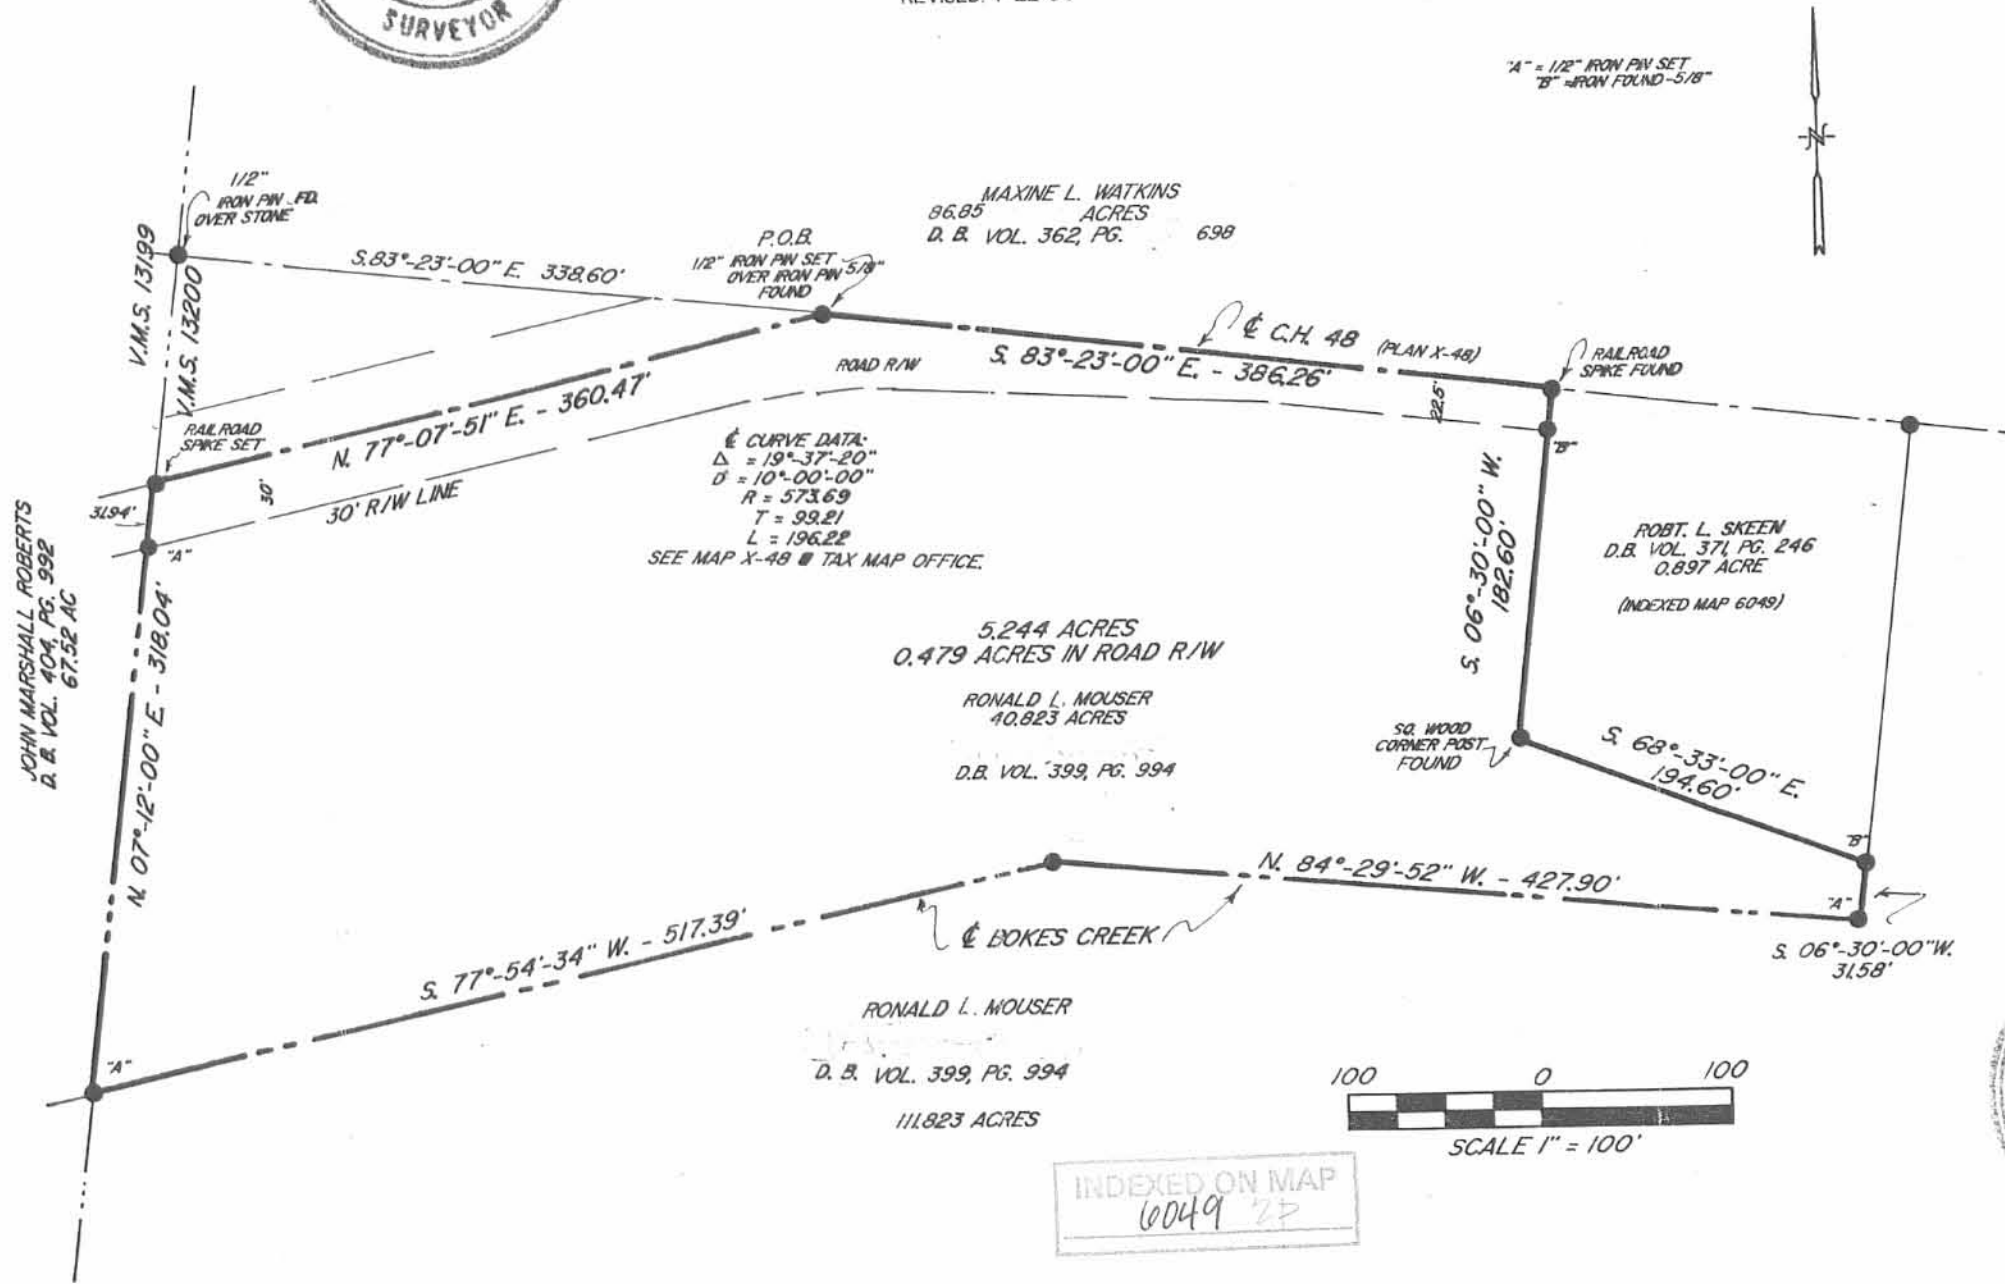 SURVEYOR
"A" = 1/2" IRON PIN SET
"B" = IRON FOUND-5/8"
N
1/2"
IRON PIN FD.
OVER STONE
V.M.S. 13199
V.M.S. 13200
S. 83°-23'-00" E. 338.60'
P.O.B.
1/2" IRON PIN SET
OVER IRON PIN 5/8"
FOUND
MAXINE L. WATKINS
86.85 ACRES
D. B. VOL. 362, PG. 698
℄ C.H. 48 (PLAN X-48)
S. 83°-23'-00" E. - 386.26'
RAILROAD
SPIKE FOUND
ROAD R/W
22.5'
"B"
RAILROAD
SPIKE SET
N. 77°-07'-51" E. - 360.47'
30'
30' R/W LINE
31.94'
"A"
℄ CURVE DATA:
Δ = 19°-37'-20"
D = 10°-00'-00"
R = 573.69
T = 99.21
L = 196.22
SEE MAP X-48 @ TAX MAP OFFICE.
JOHN MARSHALL ROBERTS
D. B. VOL. 404, PG. 992
67.52 AC
N. 07°-12'-00" E. - 318.04'
5.244 ACRES
0.479 ACRES IN ROAD R/W
RONALD L. MOUSER
40.823 ACRES
D.B. VOL. 399, PG. 994
S. 06°-30'-00" W.
182.60'
ROBT. L. SKEEN
D.B. VOL. 371, PG. 246
0.897 ACRE
(INDEXED MAP 6049)
SQ. WOOD
CORNER POST
FOUND
S. 68°-33'-00" E.
194.60'
"B"
N. 84°-29'-52" W. - 427.90'
"A"
S. 06°-30'-00" W.
31.58'
℄ BOKES CREEK
S. 77°-54'-34" W. - 517.39'
"A"
RONALD L. MOUSER
D. B. VOL. 399, PG. 994
111.823 ACRES
100 0 100
SCALE 1" = 100'
INDEXED ON MAP
6049